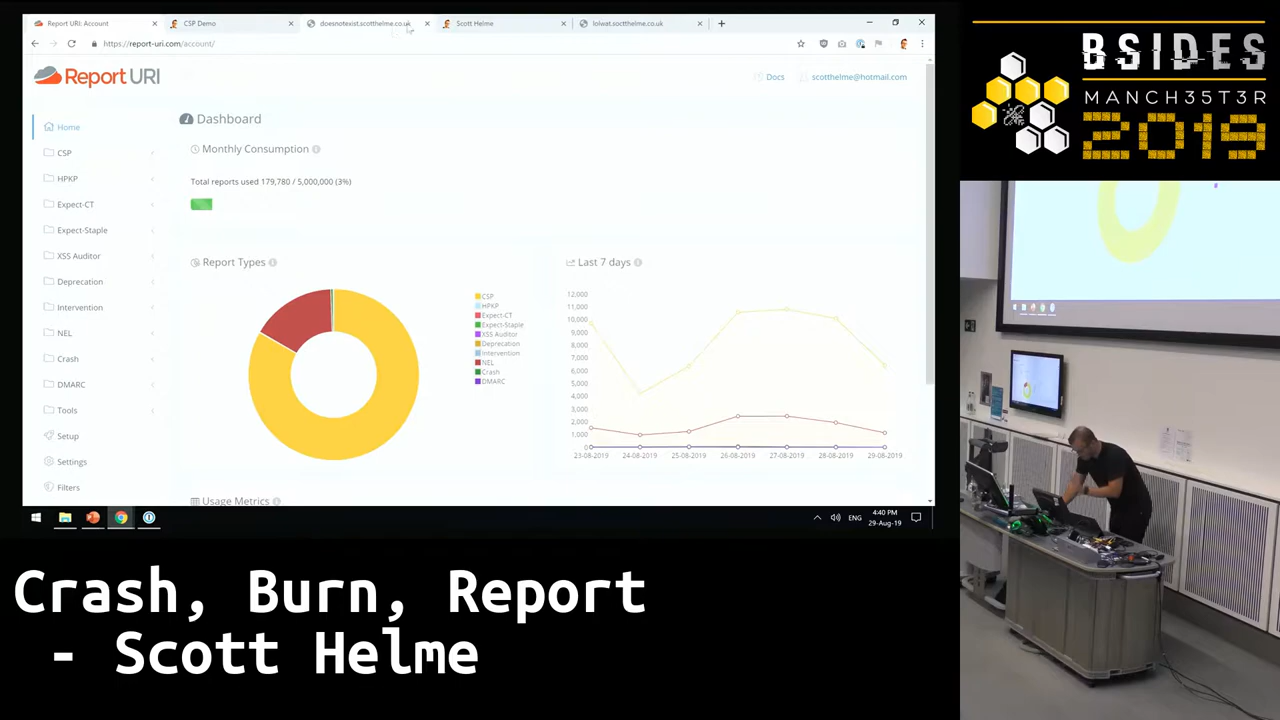 Report URI: Account
CSP Demo
doesnotexist.scotthelme.co.uk
Scott Helme
lolwat.scotthelme.co.uk
https://report-uri.com/account/
Report URI
Docs
scotthelme@hotmail.com
Home
CSP
HPKP
Expect-CT
Expect-Staple
XSS Auditor
Deprecation
Intervention
NEL
Crash
DMARC
Tools
Setup
Settings
Filters
Dashboard
Monthly Consumption
Total reports used 179,780 / 5,000,000 (3%)
Report Types
CSP
HPKP
Expect-CT
Expect-Staple
XSS Auditor
Deprecation
Intervention
NEL
Crash
DMARC
Last 7 days
12,000
11,000
10,000
9,000
8,000
7,000
6,000
5,000
4,000
3,000
2,000
1,000
0
23-08-2019
24-08-2019
25-08-2019
26-08-2019
27-08-2019
28-08-2019
29-08-2019
Usage Metrics
ENG
4:40 PM
29-Aug-19
BSIDES
MANCH35T3R
2019
Crash, Burn, Report
- Scott Helme